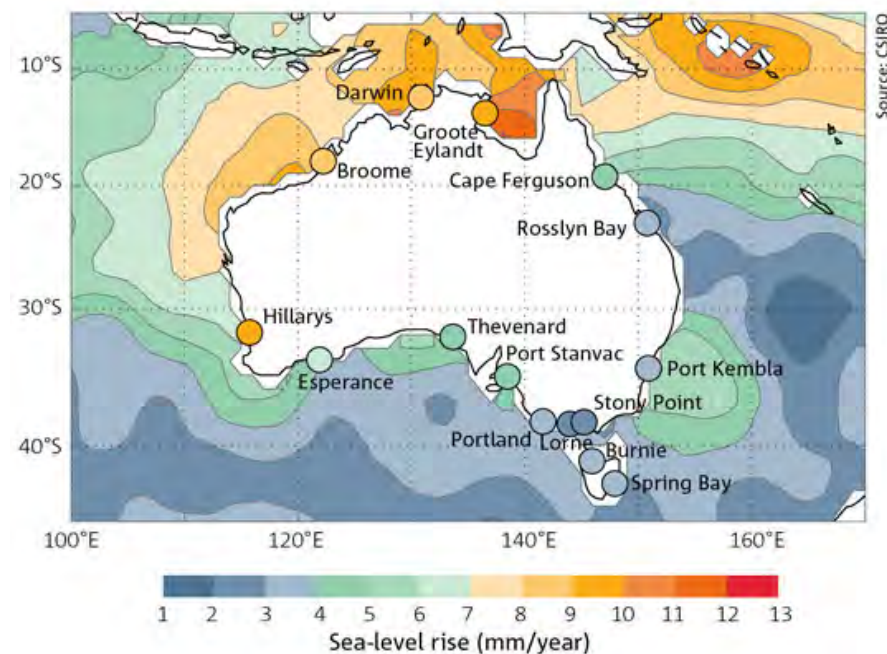 Source: CSIRO
10°S
20°S
30°S
40°S
Darwin
Groote
Eylandt
Broome
Cape Ferguson
Rosslyn Bay
Hillarys
Thevenard
Port Stanvac
Esperance
Port Kembla
Stony Point
Portland
Lorne
Burnie
Spring Bay
100°E 120°E 140°E 160°E
1 2 3 4 5 6 7 8 9 10 11 12 13
Sea-level rise (mm/year)